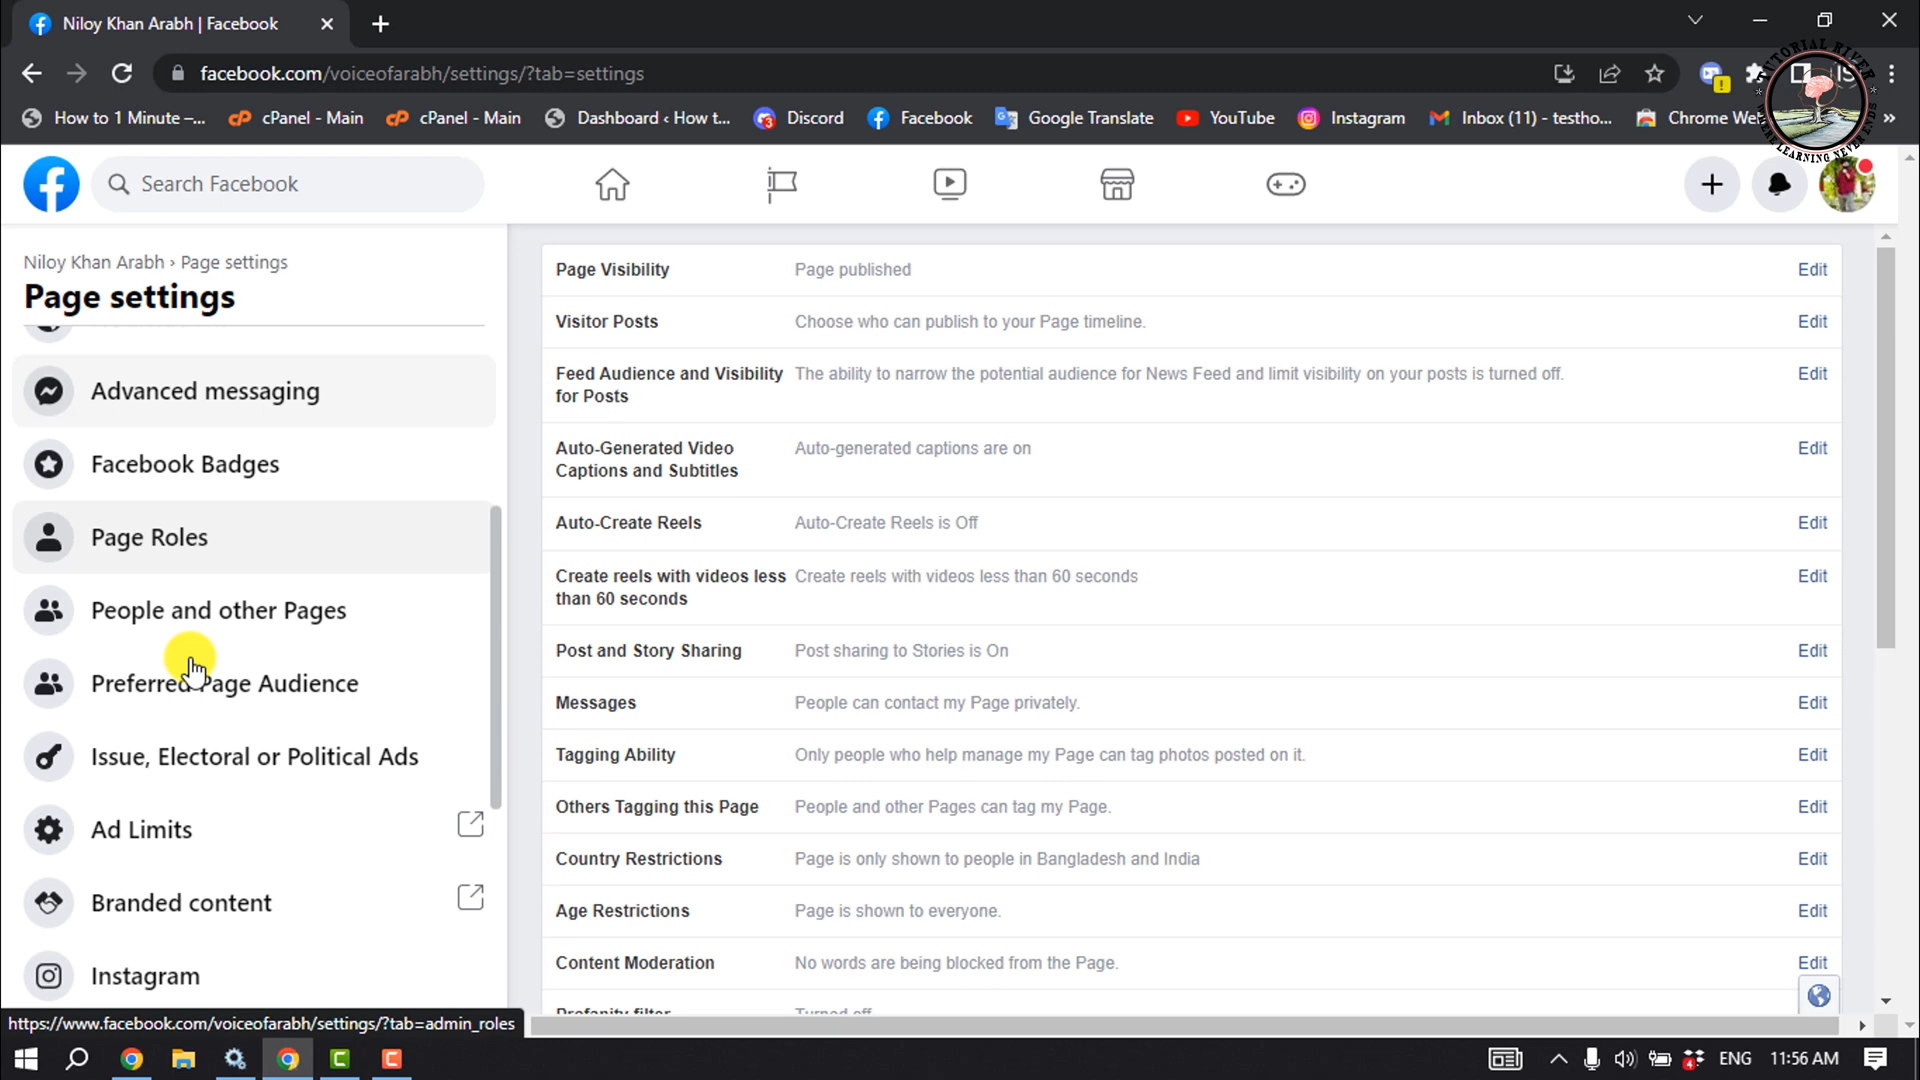 Niloy Khan Arabh | Facebook
facebook.com/voiceofarabh/settings/?tab=settings
How to 1 Minute –...
cPanel - Main
cPanel - Main
Dashboard ‹ How t...
Discord
Facebook
Google Translate
YouTube
Instagram
Inbox (11) - testho...
Chrome We
»
TUTORIAL RIVER
WHERE LEARNING NEVER ENDS
Search Facebook
Niloy Khan Arabh › Page settings
Page settings
Advanced messaging
Facebook Badges
Page Roles
People and other Pages
Preferred Page Audience
Issue, Electoral or Political Ads
Ad Limits
Branded content
Instagram
Page Visibility Page published Edit
Visitor Posts Choose who can publish to your Page timeline. Edit
Feed Audience and Visibility The ability to narrow the potential audience for News Feed and limit visibility on your posts is turned off. Edit
for Posts
Auto-Generated Video Auto-generated captions are on Edit
Captions and Subtitles
Auto-Create Reels Auto-Create Reels is Off Edit
Create reels with videos less Create reels with videos less than 60 seconds Edit
than 60 seconds
Post and Story Sharing Post sharing to Stories is On Edit
Messages People can contact my Page privately. Edit
Tagging Ability Only people who help manage my Page can tag photos posted on it. Edit
Others Tagging this Page People and other Pages can tag my Page. Edit
Country Restrictions Page is only shown to people in Bangladesh and India Edit
Age Restrictions Page is shown to everyone. Edit
Content Moderation No words are being blocked from the Page. Edit
Profanity filter Turned off
https://www.facebook.com/voiceofarabh/settings/?tab=admin_roles
ENG 11:56 AM